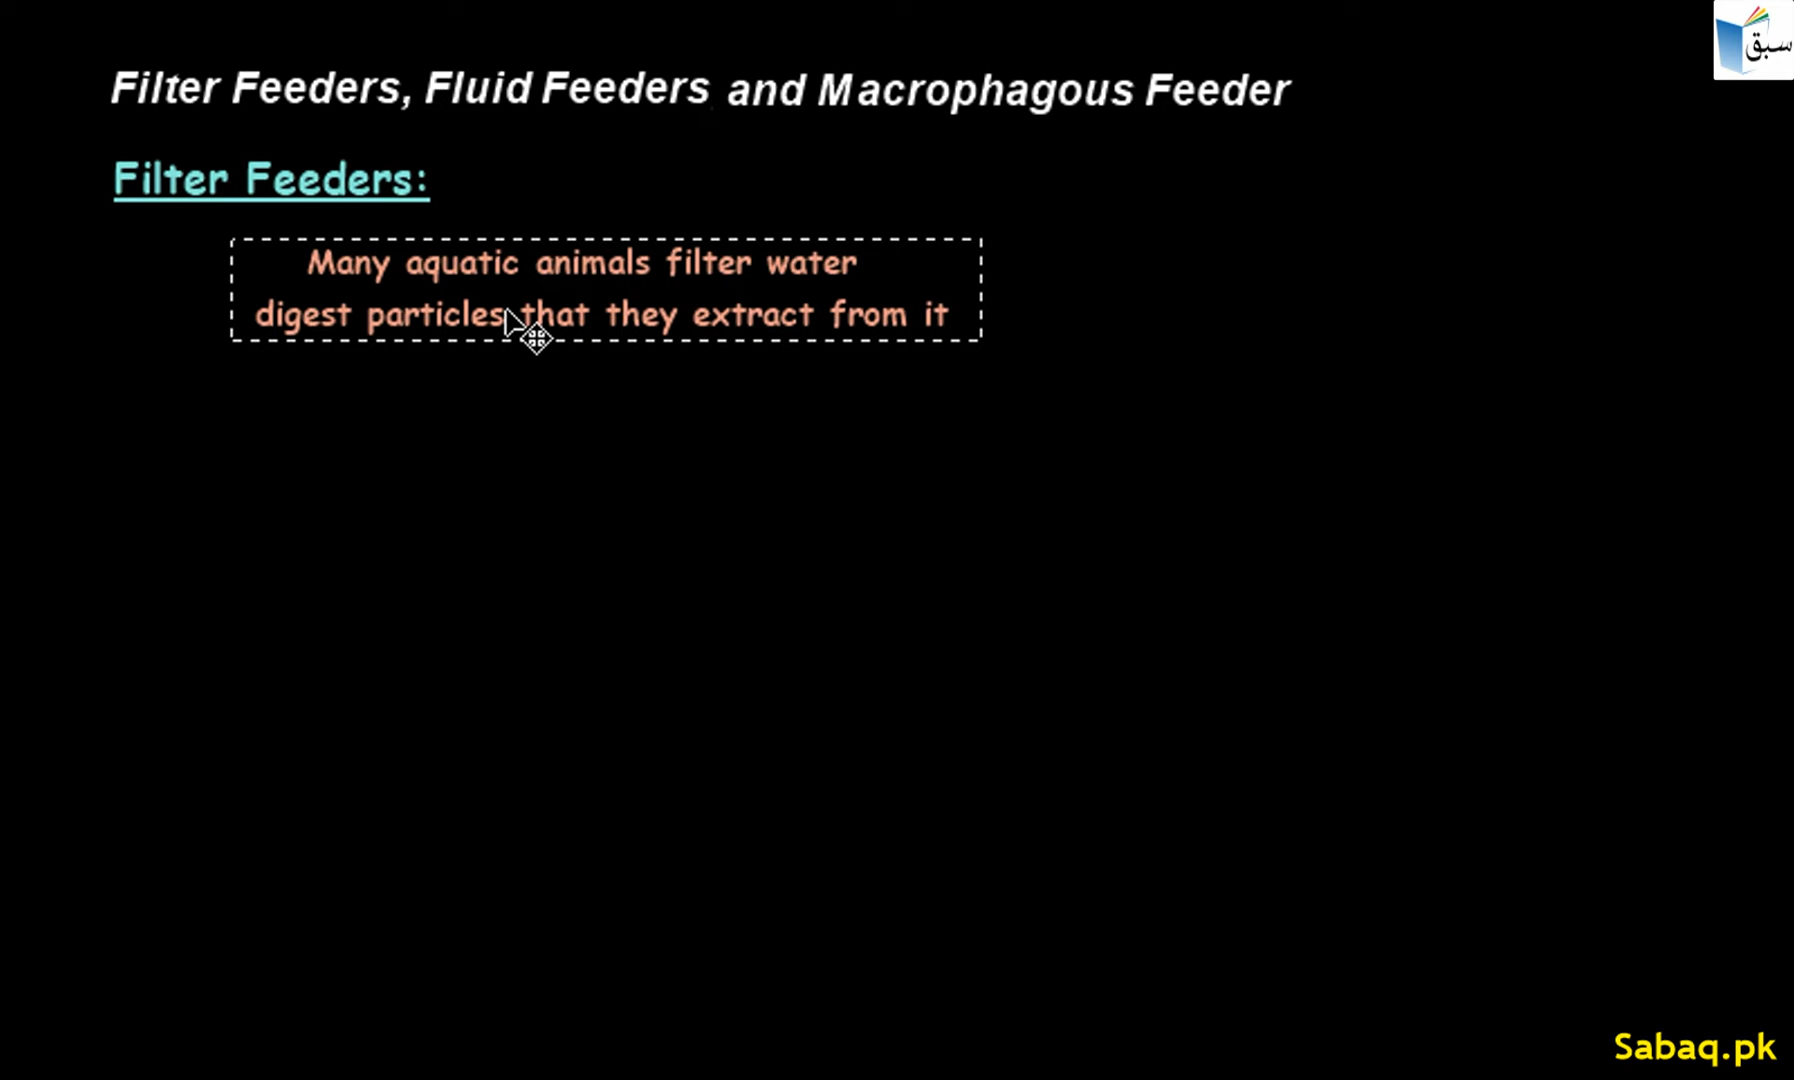 سبق
Filter Feeders, Fluid Feeders and Macrophagous Feeder
Filter Feeders:
Many aquatic animals filter water
digest particles that they extract from it
Sabaq.pk